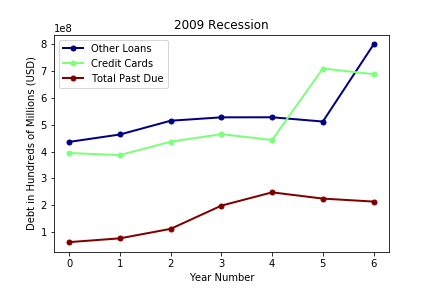 2009 Recession
1e8
Other Loans
Credit Cards
Total Past Due
8
7
6
5
4
3
2
1
Debt in Hundreds of Millions (USD)
0 1 2 3 4 5 6
Year Number